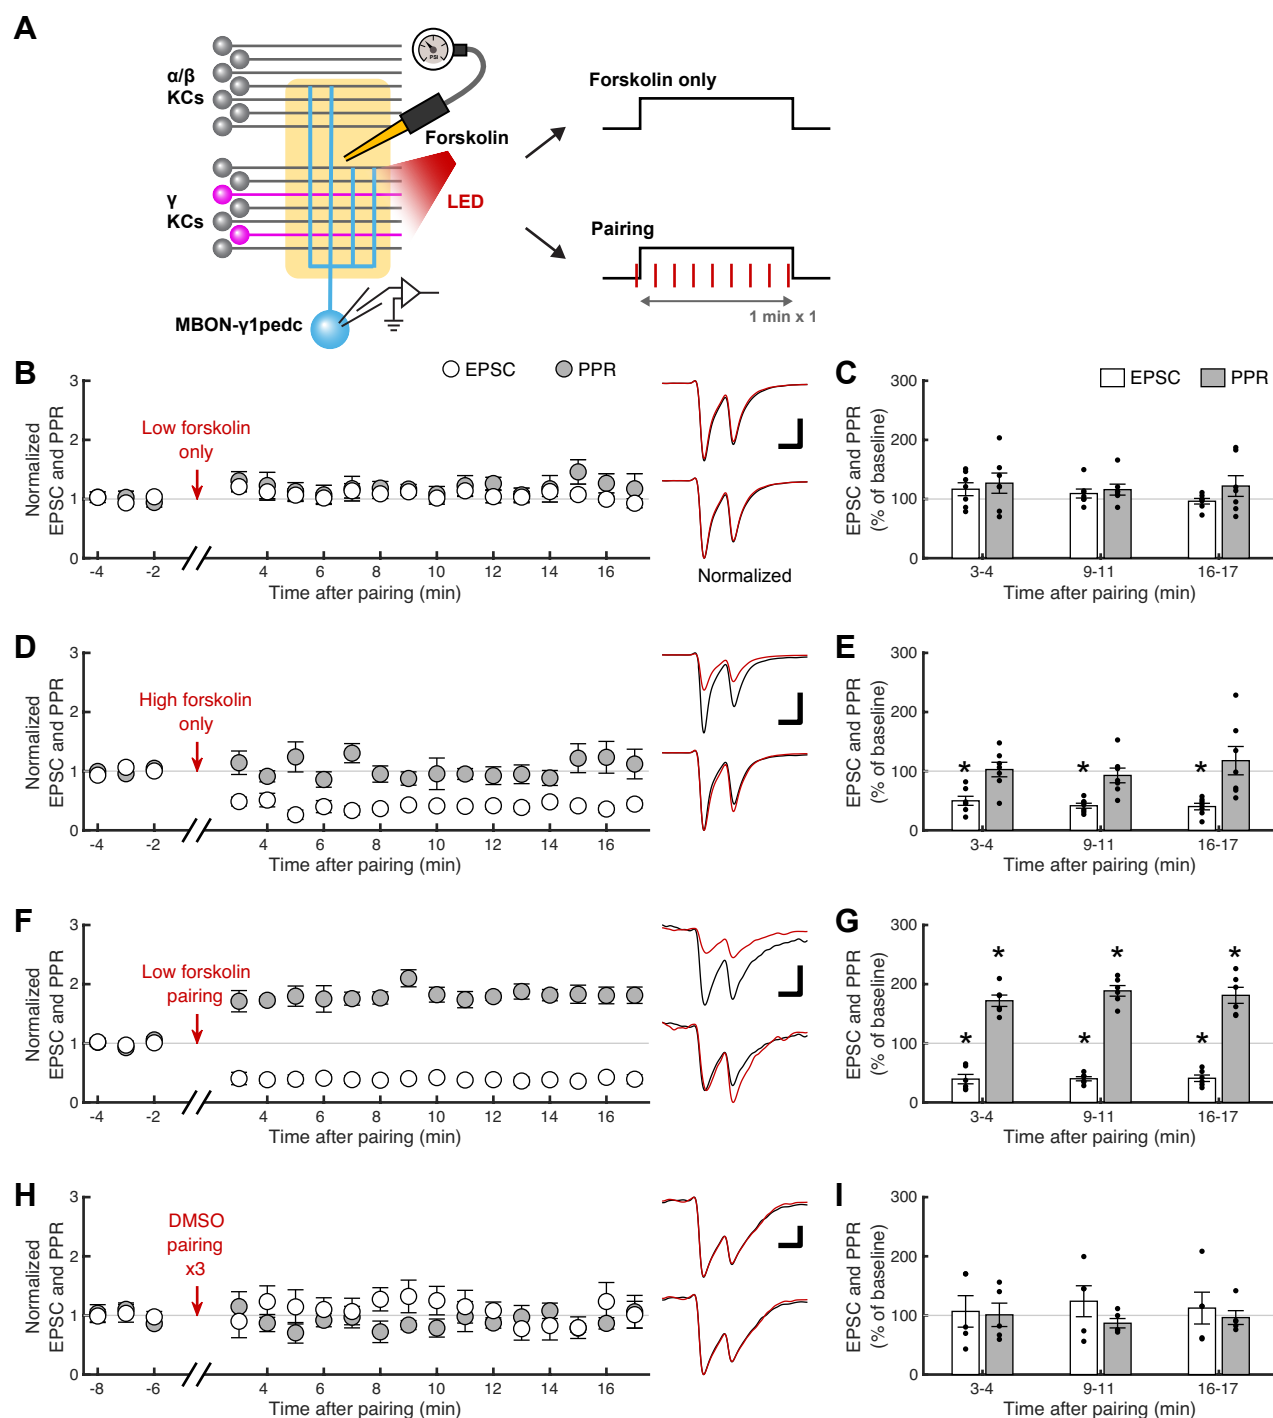 A
α/β
KCs
PSI
Forskolin
LED
γ
KCs
MBON-γ1pedc
Forskolin only
Pairing
1 min x 1
B
EPSC
PPR
Normalized
EPSC and PPR
3
2
1
0
Low forskolin
only
-4
-2
4
6
8
10
12
14
16
Time after pairing (min)
Normalized
C
EPSC
PPR
EPSC and PPR
(% of baseline)
300
200
100
0
3-4
9-11
16-17
Time after pairing (min)
D
Normalized
EPSC and PPR
3
2
1
0
High forskolin
only
-4
-2
4
6
8
10
12
14
16
Time after pairing (min)
E
EPSC and PPR
(% of baseline)
300
200
100
0
*
*
*
3-4
9-11
16-17
Time after pairing (min)
F
Normalized
EPSC and PPR
3
2
1
0
Low forskolin
pairing
-4
-2
4
6
8
10
12
14
16
Time after pairing (min)
G
EPSC and PPR
(% of baseline)
300
200
100
0
*
*
*
*
*
*
3-4
9-11
16-17
Time after pairing (min)
H
Normalized
EPSC and PPR
3
2
1
0
DMSO
pairing
x3
-8
-6
4
6
8
10
12
14
16
Time after pairing (min)
I
EPSC and PPR
(% of baseline)
300
200
100
0
3-4
9-11
16-17
Time after pairing (min)